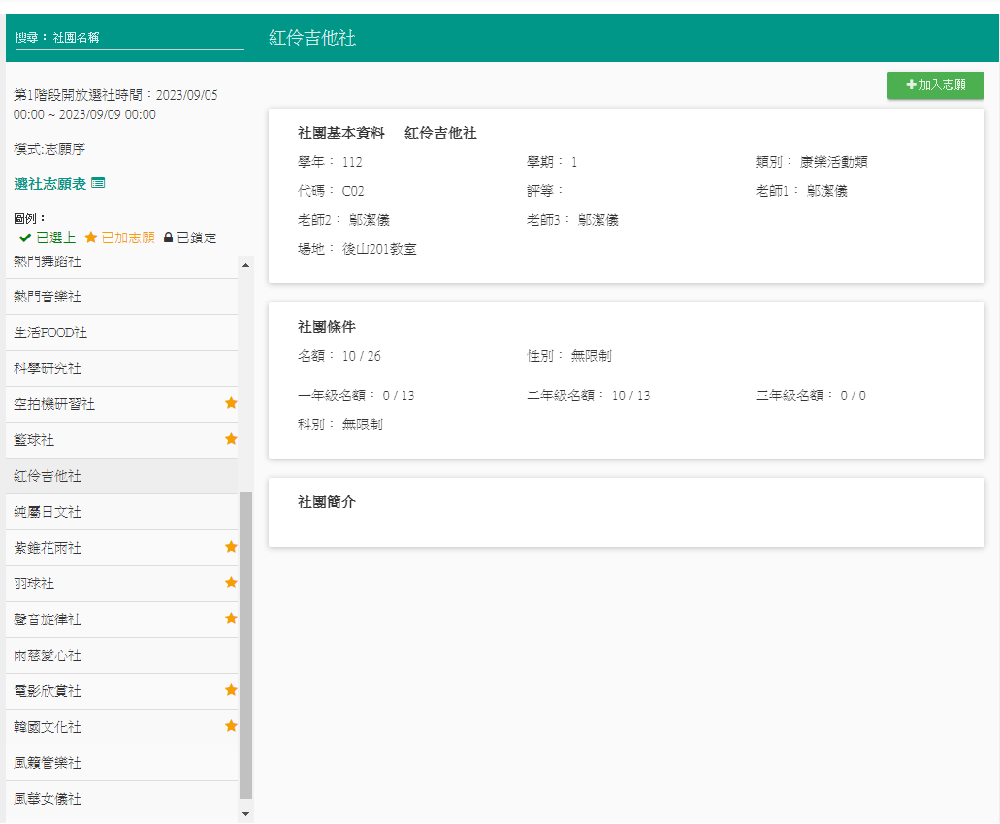 搜尋： 社團名稱
紅伶吉他社
第1階段開放選社時間：2023/09/05
00:00 ~ 2023/09/09 00:00
模式:志願序
選社志願表
圖例：
已選上 已加志願 已鎖定
熱門舞蹈社
熱門音樂社
生活FOOD社
科學研究社
空拍機研習社
籃球社
紅伶吉他社
純屬日文社
紫錐花雨社
羽球社
聲音旋律社
雨慈愛心社
電影欣賞社
韓國文化社
風籟管樂社
風華女儀社
加入志願
社團基本資料 紅伶吉他社
學年： 112 學期： 1 類別： 康樂活動類
代碼： C02 評等： 老師1： 鄔潔儀
老師2： 鄔潔儀 老師3： 鄔潔儀
場地： 後山201教室
社團條件
名額： 10 / 26 性別： 無限制
一年級名額： 0 / 13 二年級名額： 10 / 13 三年級名額： 0 / 0
科別： 無限制
社團簡介